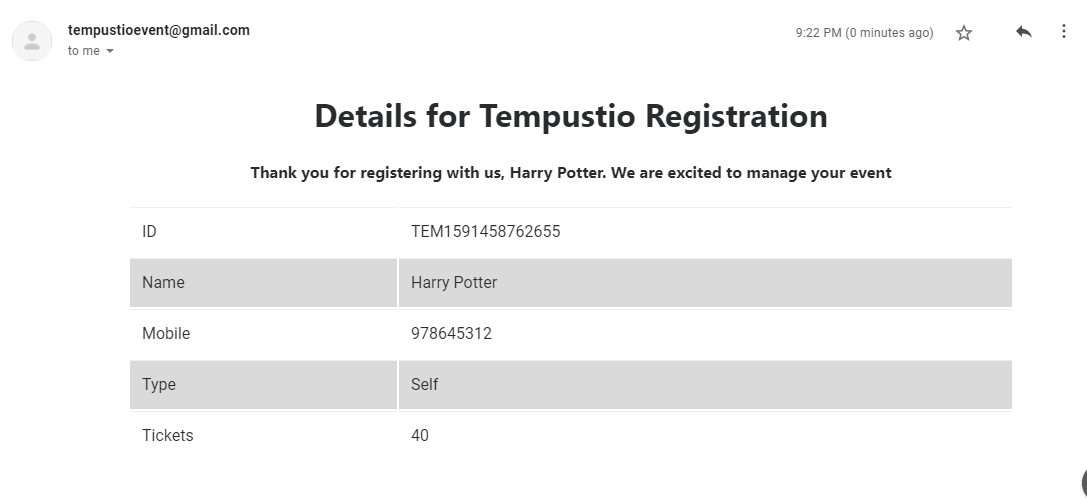 tempustioevent@gmail.com
9:22 PM (0 minutes ago)
to me
Details for Tempustio Registration
Thank you for registering with us, Harry Potter. We are excited to manage your event
ID TEM1591458762655
Name Harry Potter
Mobile 978645312
Type Self
Tickets 40